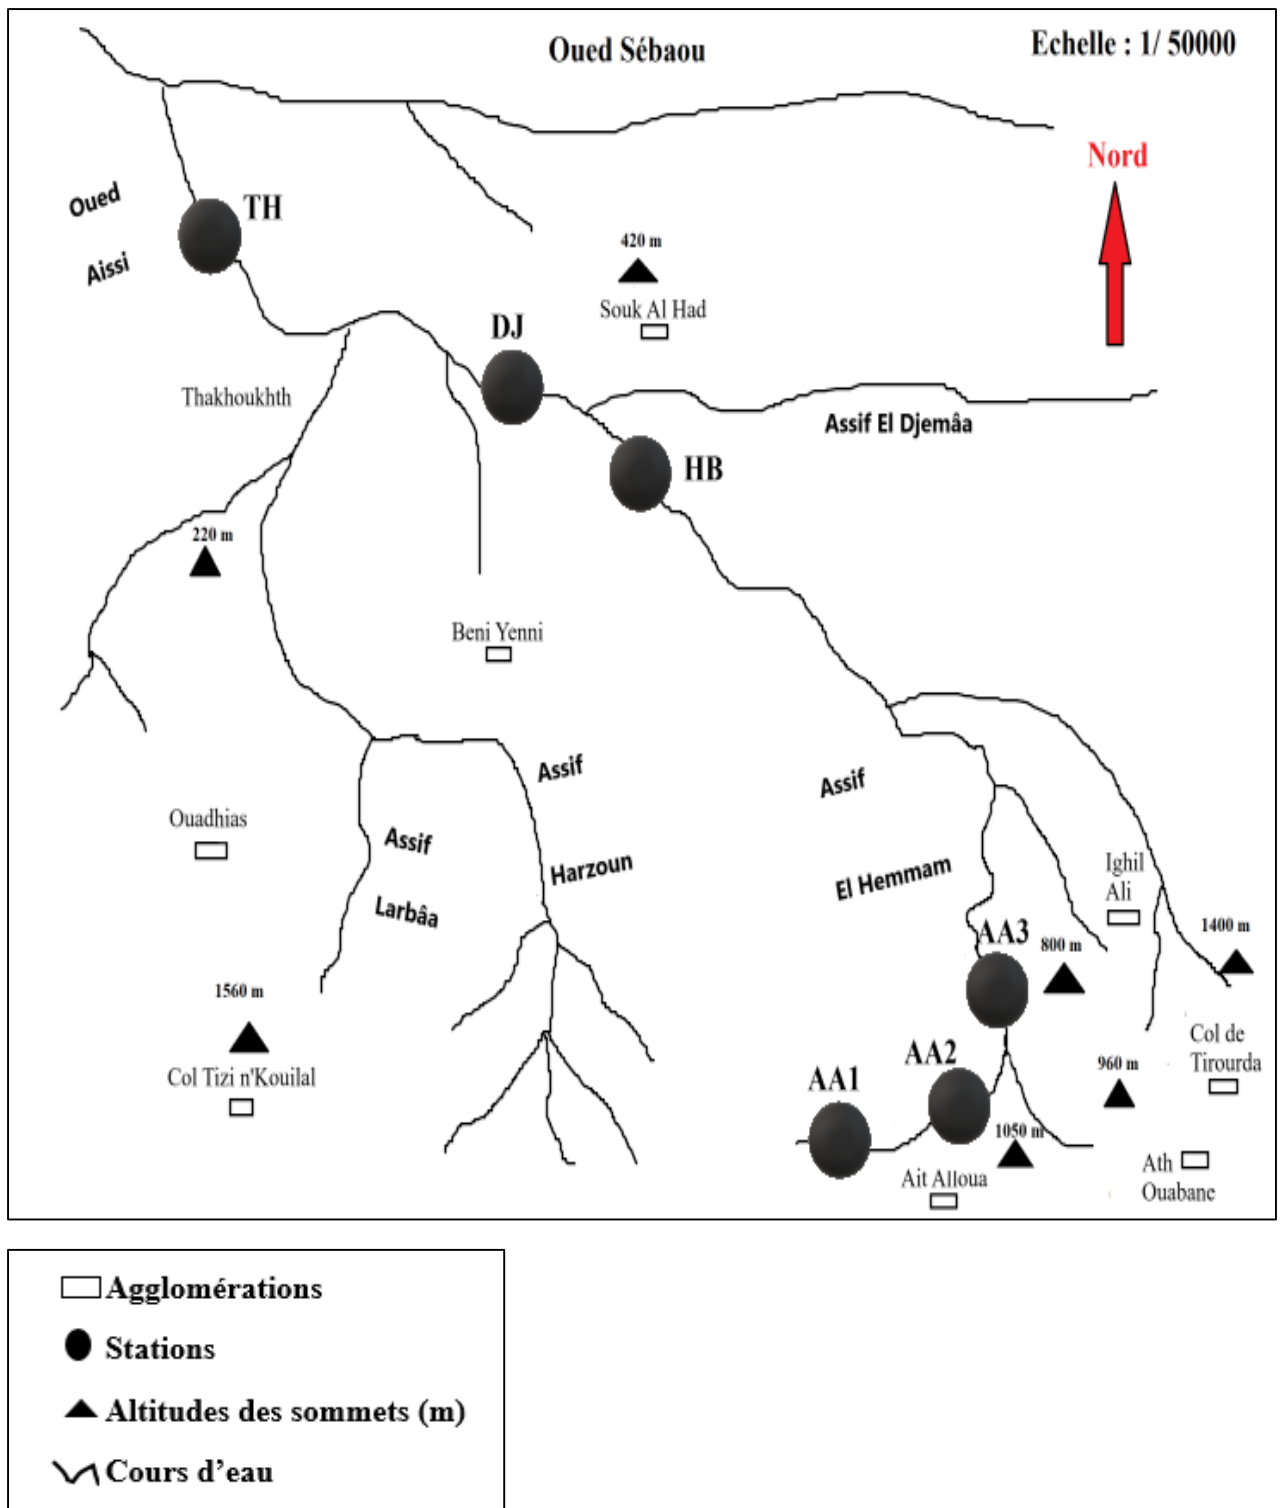 Oued Sébaou
Echelle : 1/ 50000
Nord
Oued
Aissi
TH
420 m
Souk Al Had
DJ
Thakhoukhth
Assif El Djemâa
HB
220 m
Beni Yenni
Ouadhias
Assif
Larbâa
Assif
Harzoun
Assif
El Hemmam
Ighil
Ali
1400 m
AA3
800 m
1560 m
Col Tizi n'Kouilal
Col de
Tirourda
AA2
960 m
AA1
1050 m
Ait Alloua
Ath
Ouabane
Agglomérations
Stations
Altitudes des sommets (m)
Cours d'eau